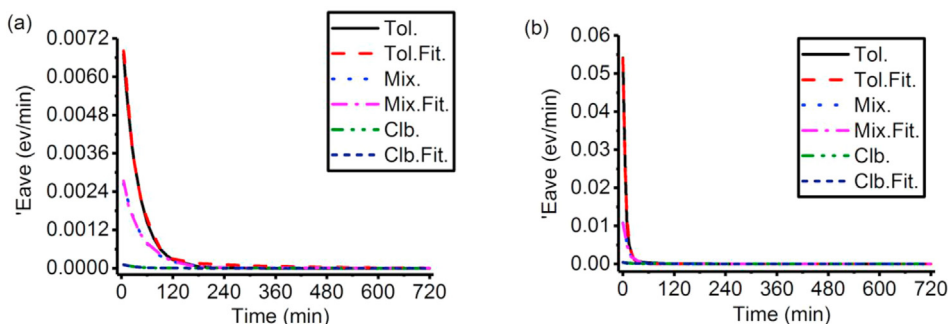 (a)
0.0072
0.0060
0.0048
0.0036
0.0024
0.0012
0.0000
'Eave (ev/min)
0 120 240 360 480 600 720
Time (min)
Tol.
Tol.Fit.
Mix.
Mix.Fit.
Clb.
Clb.Fit.
(b)
0.06
0.05
0.04
0.03
0.02
0.01
0.00
'Eave (ev/min)
0 120 240 360 480 600 720
Time (min)
Tol.
Tol.Fit.
Mix.
Mix.Fit.
Clb.
Clb.Fit.